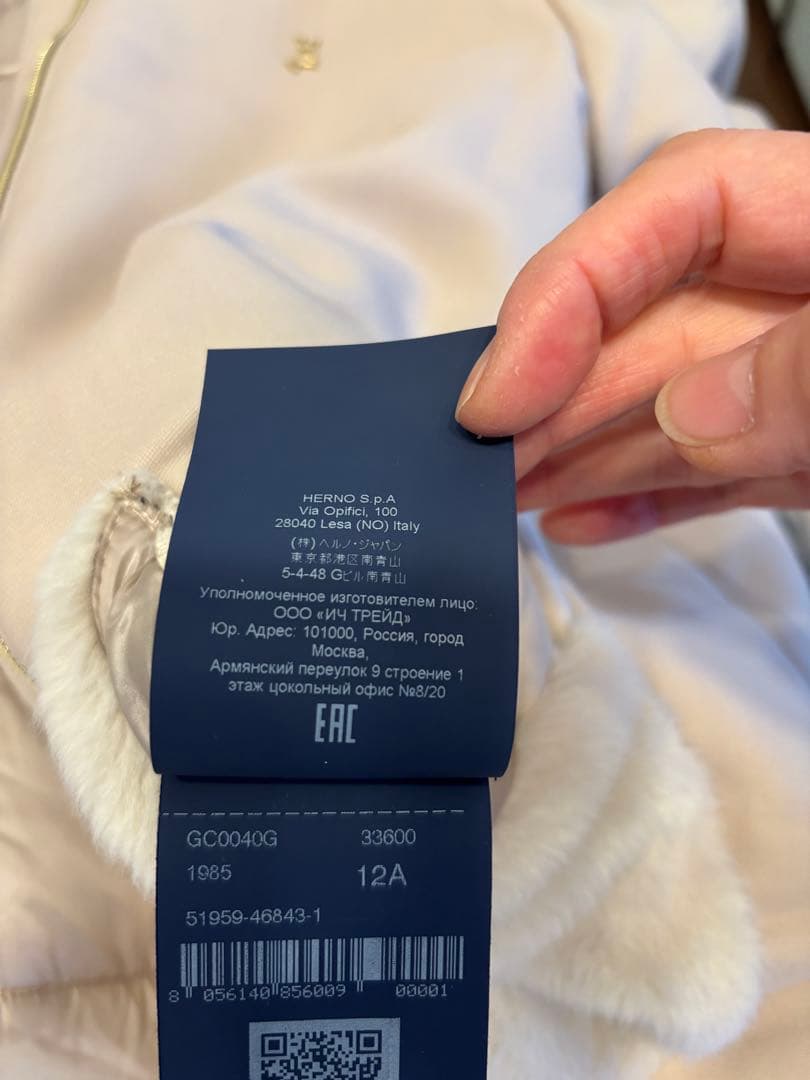 HERNO S.p.A
Via Opifici, 100
28040 Lesa (NO) Italy
(株)ヘルノ・ジャパン
東京都港区南青山
5-4-48 Gビル南青山
Уполномоченное изготовителем лицо:
ООО «ИЧ ТРЕЙД»
Юр. Адрес: 101000, Россия, город
Москва,
Армянский переулок 9 строение 1
этаж цокольный офис №8/20
EAC
GC0040G 33600
1985 12A
51959-46843-1
8 056140 856009 00001